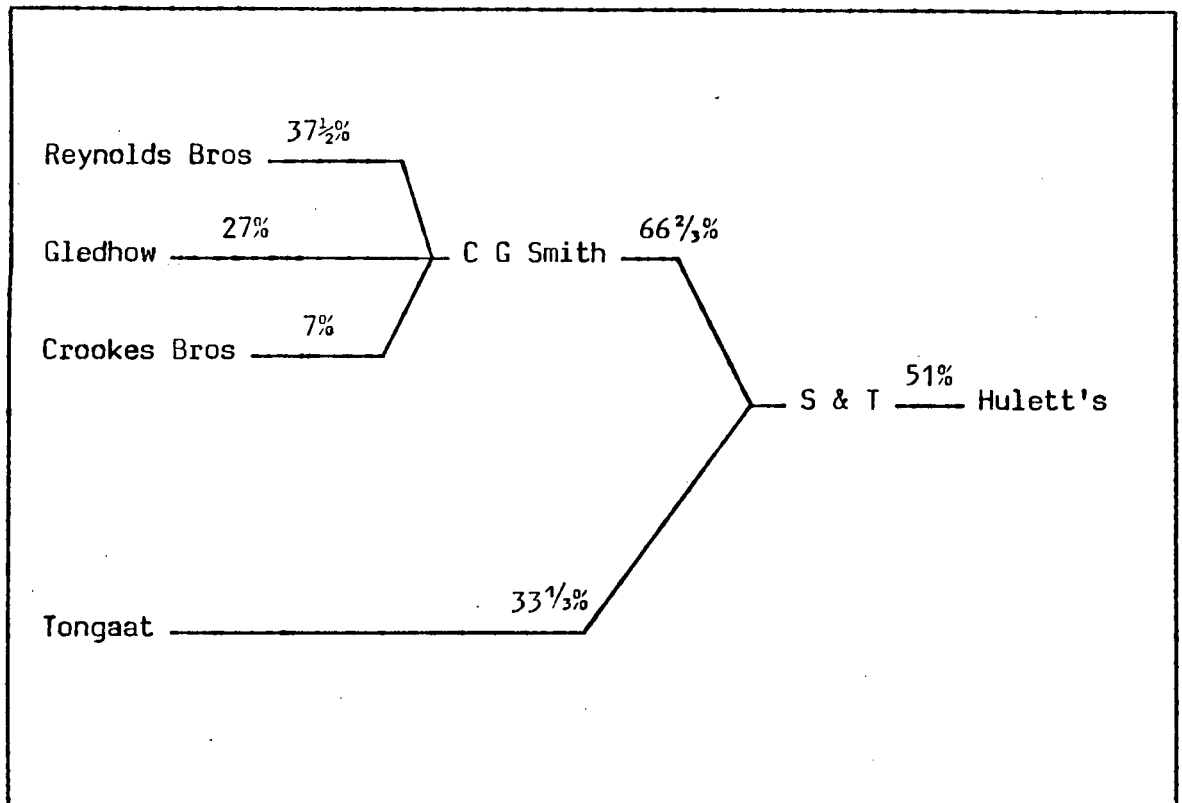 37½%
Reynolds Bros
27% 66⅔%
Gledhow C G Smith
7%
Crookes Bros
51%
S & T Hulett's
33⅓%
Tongaat